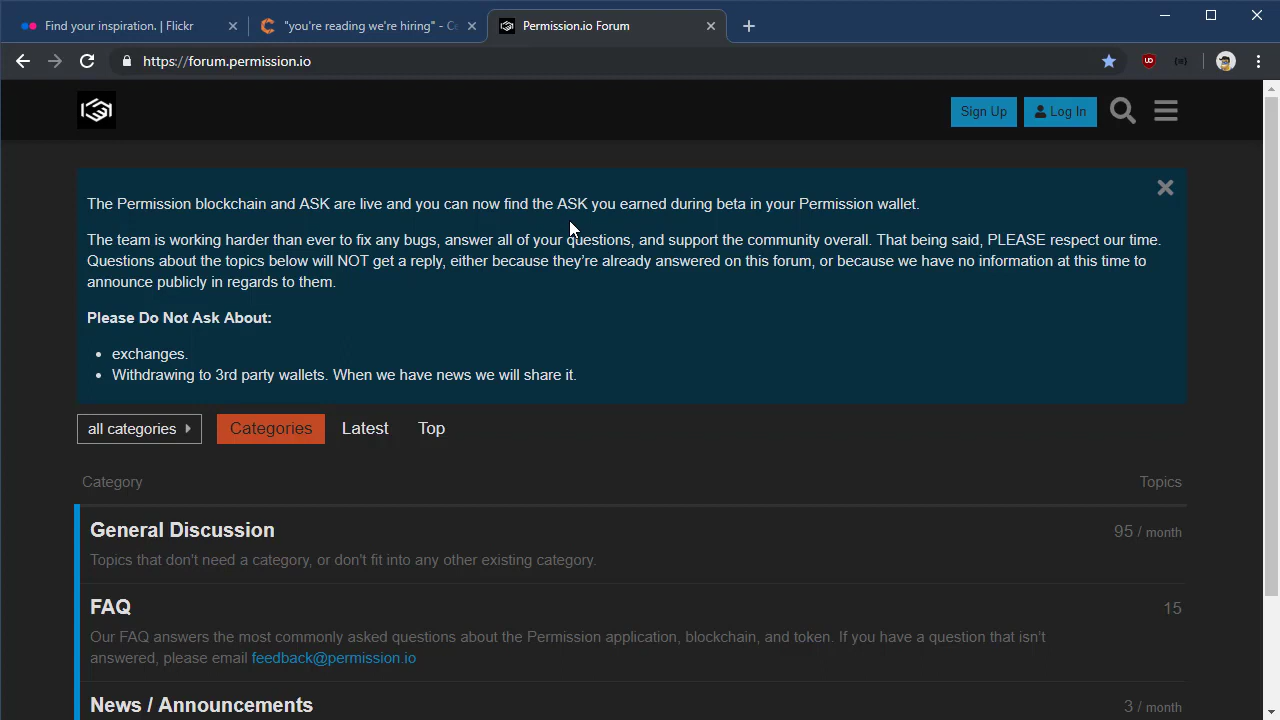 Find your inspiration. | Flickr
"you're reading we're hiring" - Ce
Permission.io Forum
https://forum.permission.io
Sign Up
Log In
The Permission blockchain and ASK are live and you can now find the ASK you earned during beta in your Permission wallet.
The team is working harder than ever to fix any bugs, answer all of your questions, and support the community overall. That being said, PLEASE respect our time.
Questions about the topics below will NOT get a reply, either because they're already answered on this forum, or because we have no information at this time to
announce publicly in regards to them.
Please Do Not Ask About:
exchanges.
Withdrawing to 3rd party wallets. When we have news we will share it.
all categories
Categories
Latest
Top
Category
Topics
General Discussion
95 / month
Topics that don't need a category, or don't fit into any other existing category.
FAQ
15
Our FAQ answers the most commonly asked questions about the Permission application, blockchain, and token. If you have a question that isn't
answered, please email feedback@permission.io
News / Announcements
3 / month